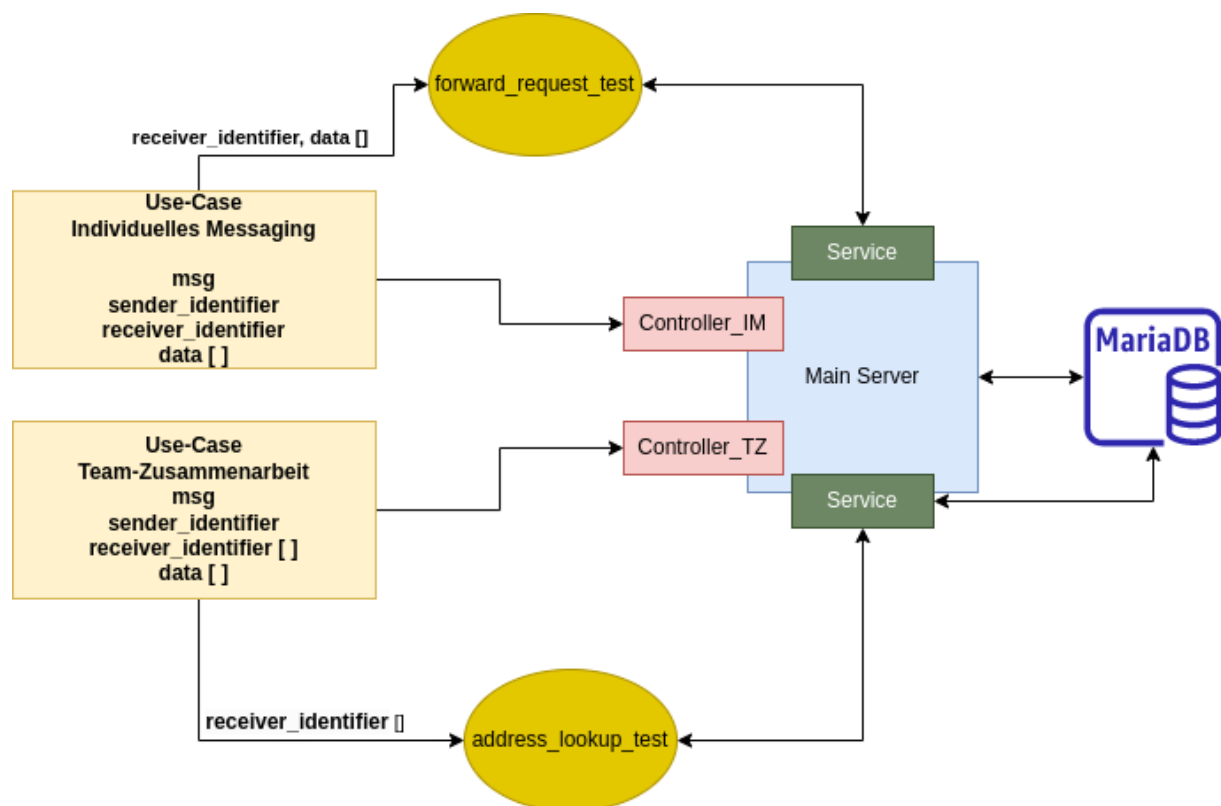 forward_request_test
receiver_identifier, data []
Use-Case
Individuelles Messaging
msg
sender_identifier
receiver_identifier
data [ ]
Service
Controller_IM
Main Server
MariaDB
Use-Case
Team-Zusammenarbeit
msg
sender_identifier
receiver_identifier [ ]
data [ ]
Controller_TZ
Service
receiver_identifier []
address_lookup_test